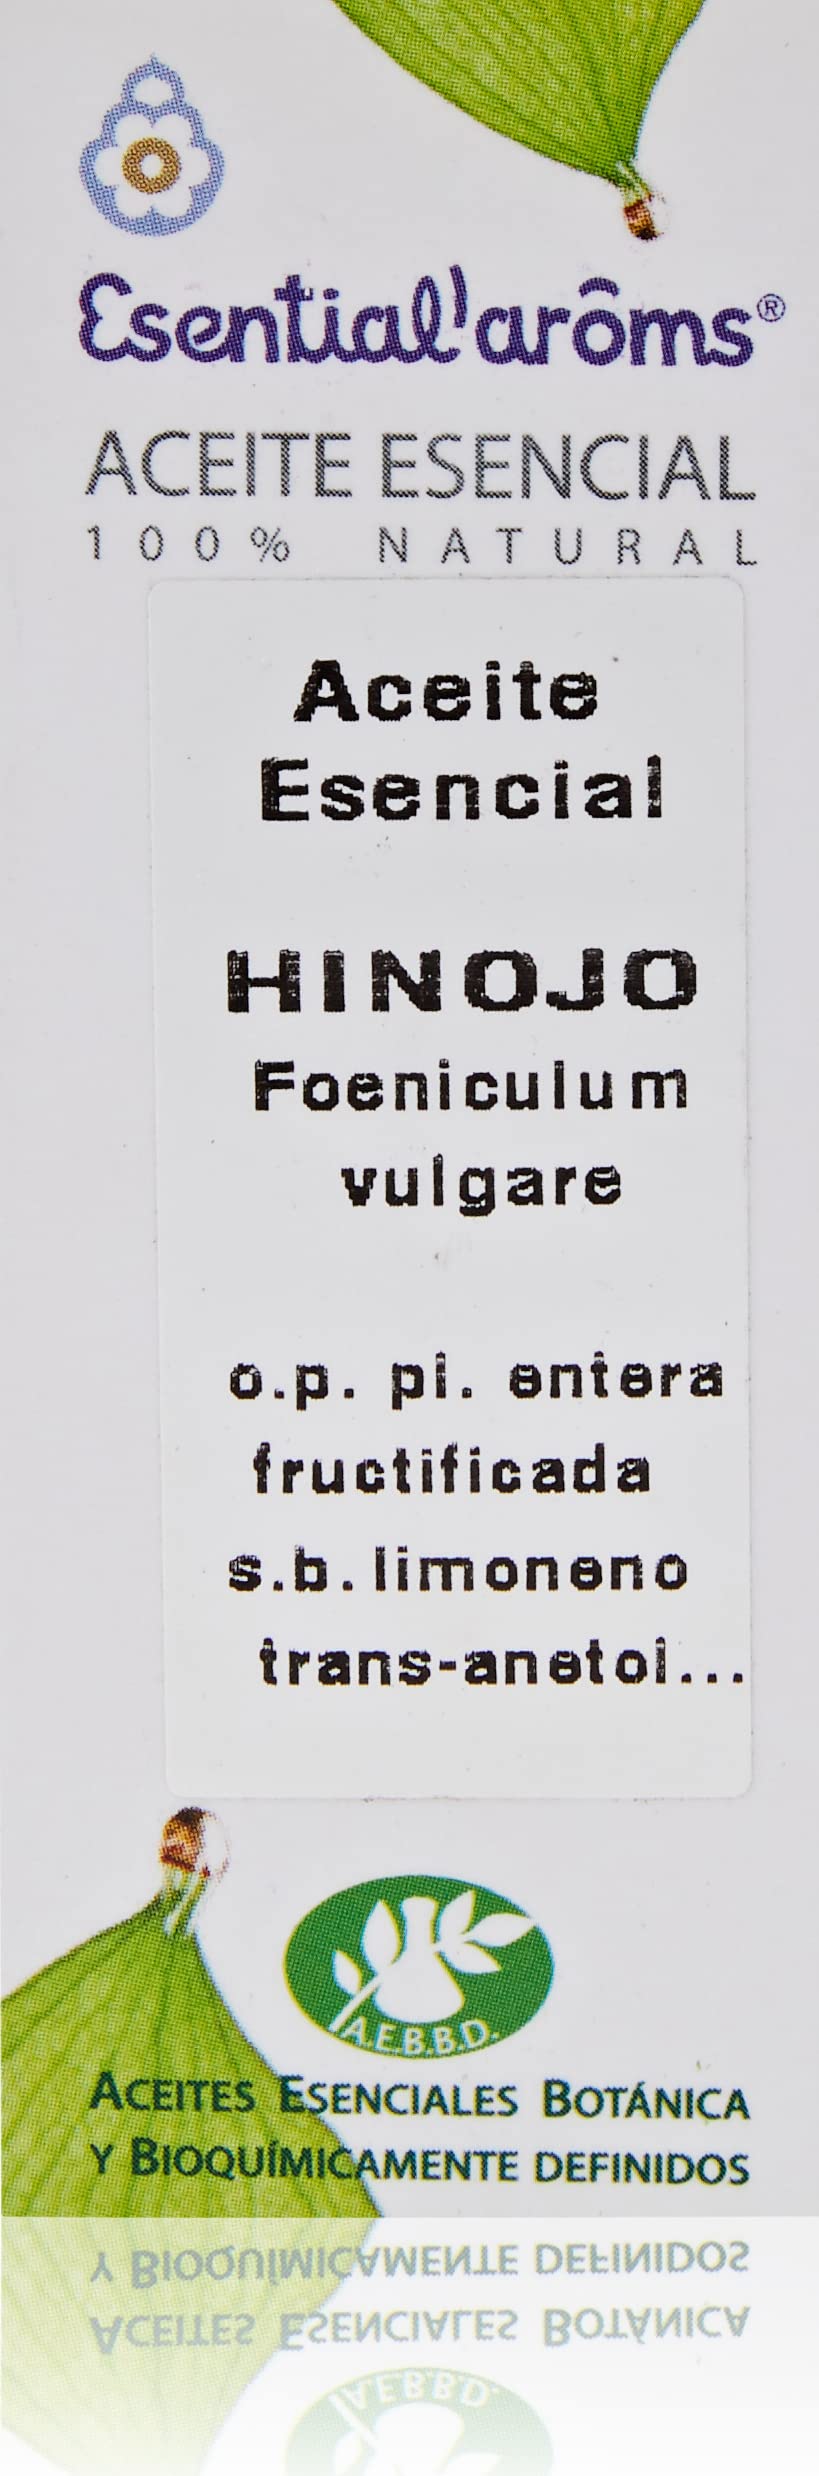 Esential'arôms®
ACEITE ESENCIAL
100% NATURAL
Aceite
Esencial
HINOJO
Foeniculum
vulgare
o.p. pl. entera
fructificada
s.b. limoneno
trans-anetol...
A.E.B.B.D.
ACEITES ESENCIALES BOTÁNICA
Y BIOQUÍMICAMENTE DEFINIDOS